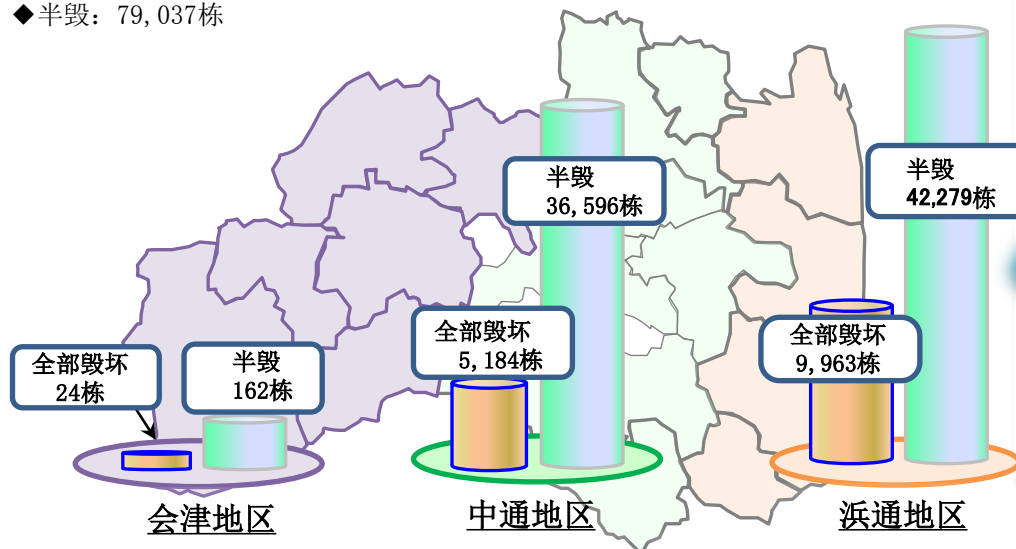 ◆半毁：79,037栋
半毁
36,596栋
半毁
42,279栋
全部毁坏
5,184栋
全部毁坏
9,963栋
全部毁坏
24栋
半毁
162栋
会津地区
中通地区
浜通地区